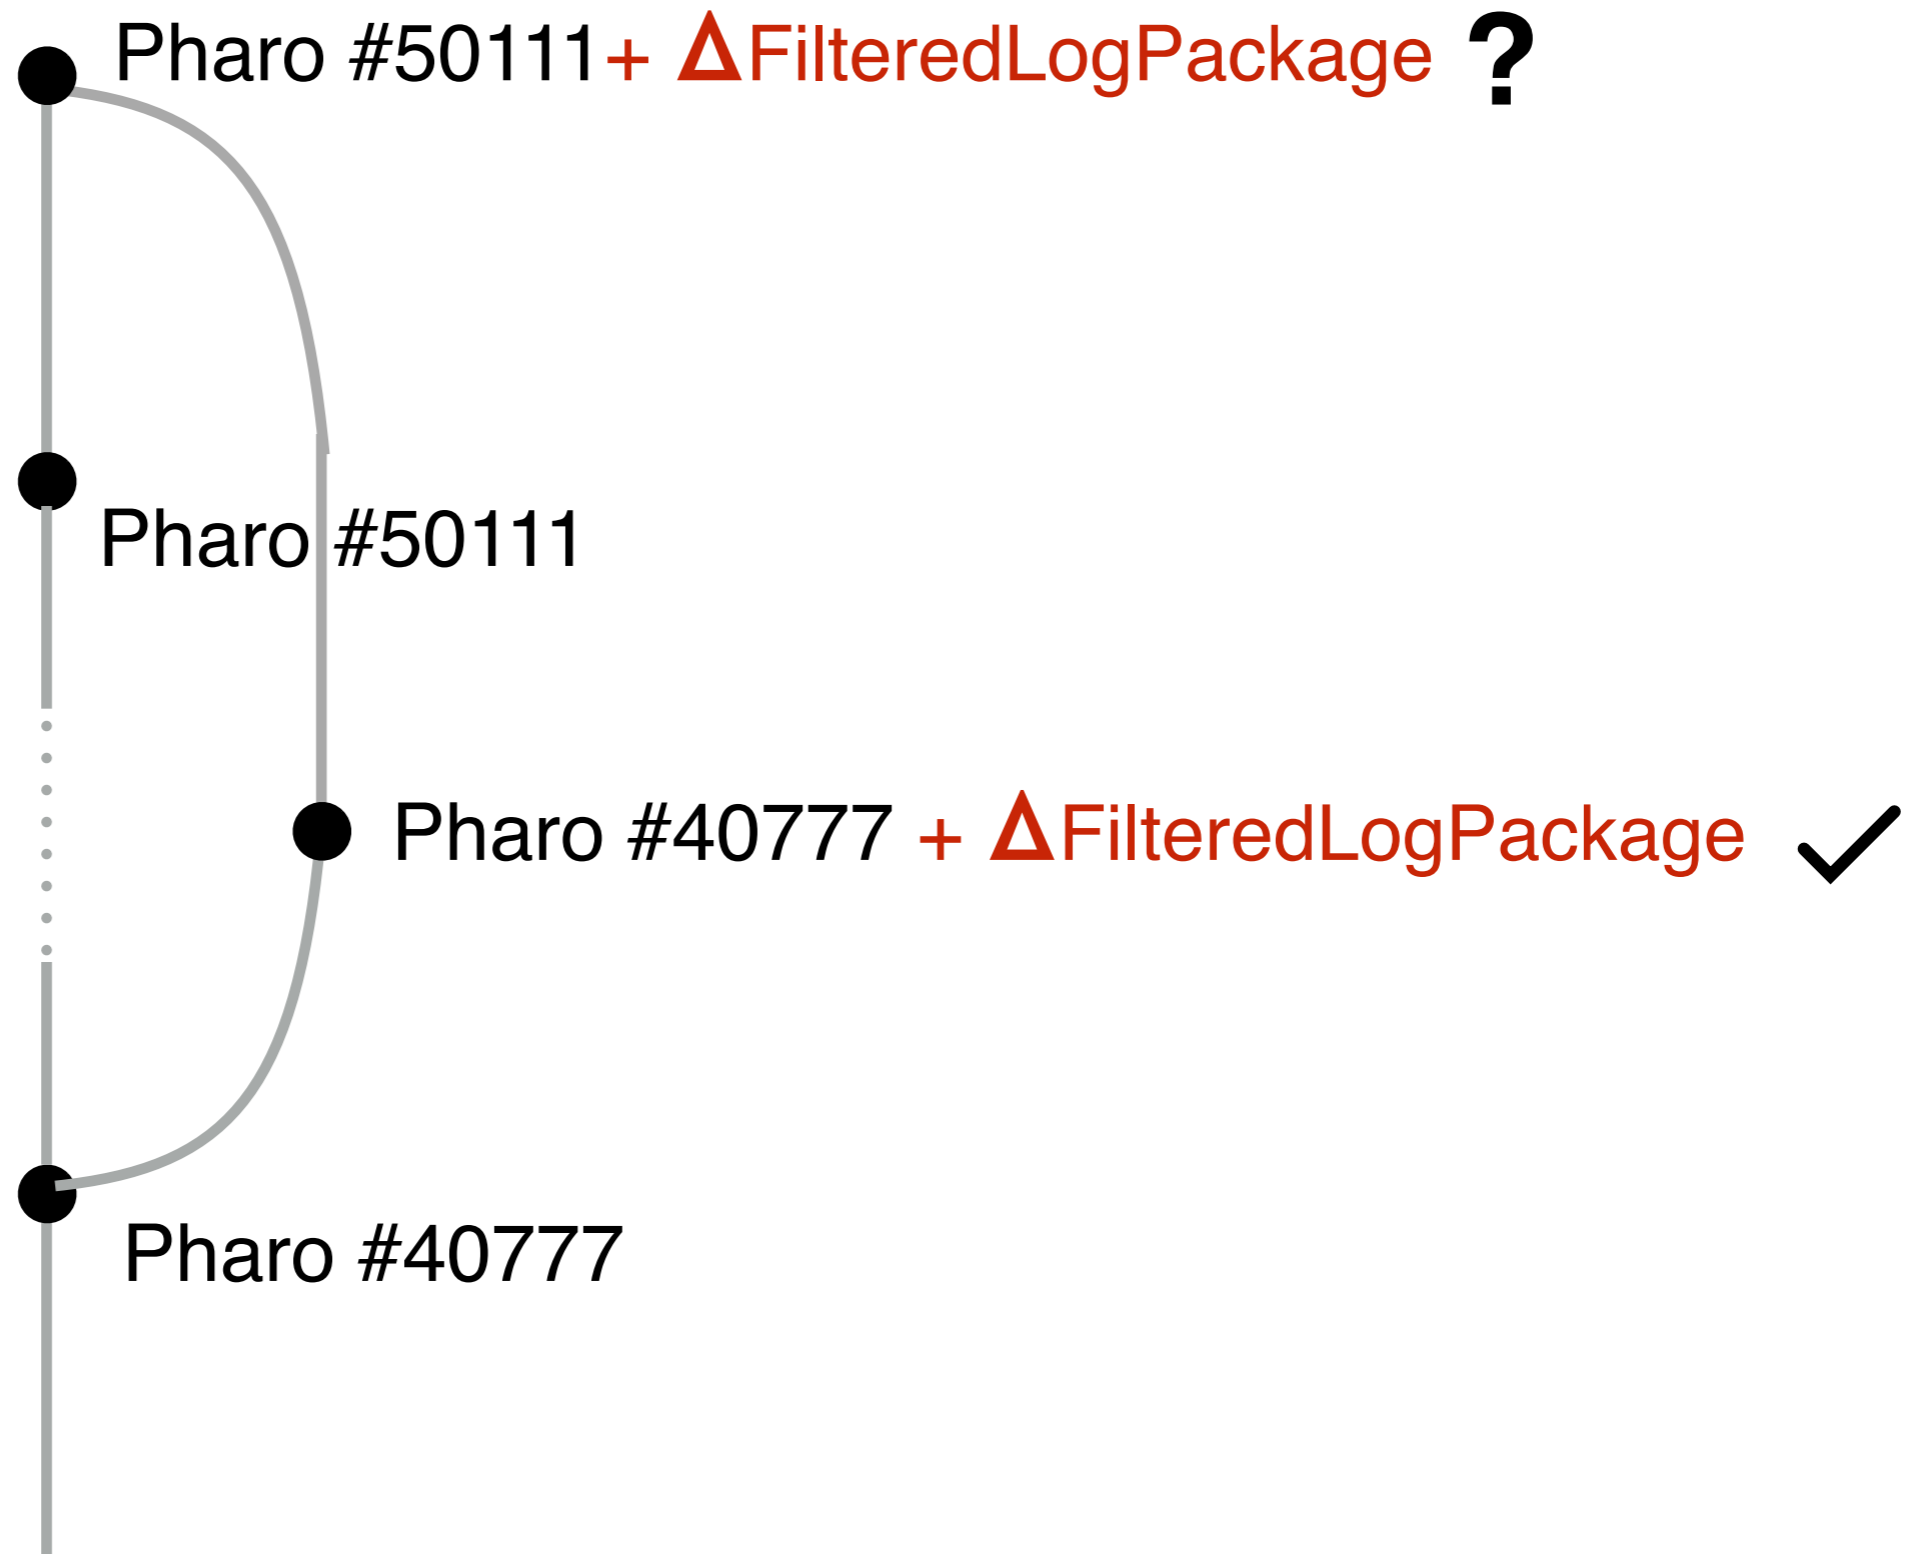 Pharo #50111+ ΔFilteredLogPackage ?
Pharo #50111
Pharo #40777 + ΔFilteredLogPackage ✓
Pharo #40777